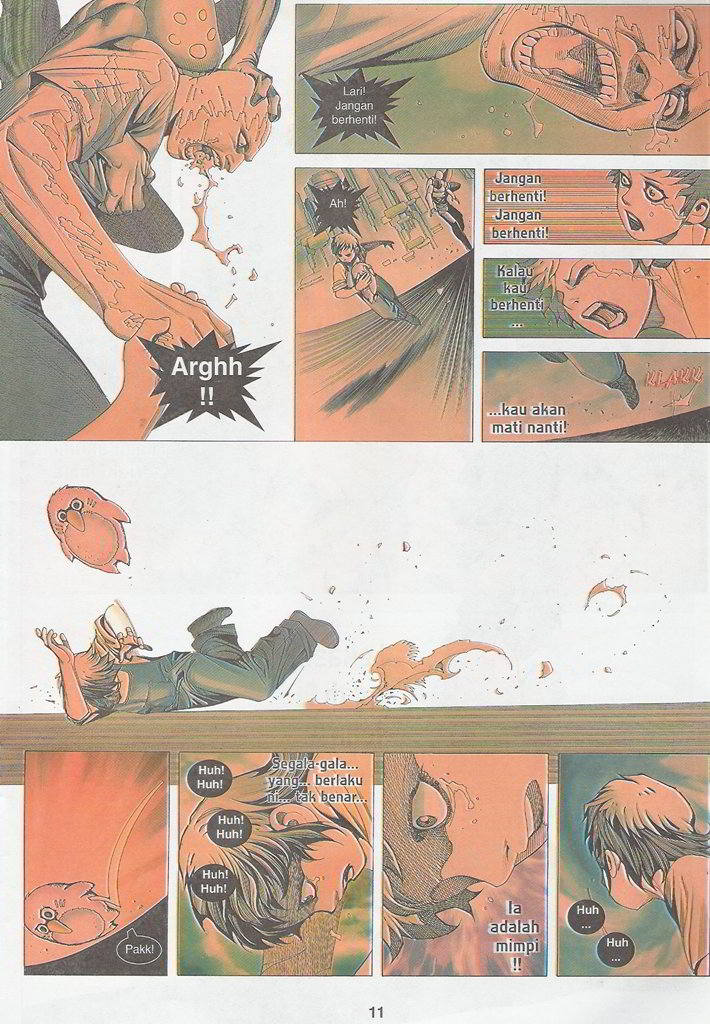 Arghh
!!
Lari!
Jangan
berhenti!
Ah!
Jangan
berhenti!
Jangan
berhenti!
Kalau
kau
berhenti
...
KLAKK
...kau akan
mati nanti!
Pakk!
Huh!
Huh!
Segala-gala...
yang... berlaku
ni... tak benar...
Huh!
Huh!
Huh!
Huh!
Ia
adalah
mimpi
!!
Huh
...
Huh
...
11